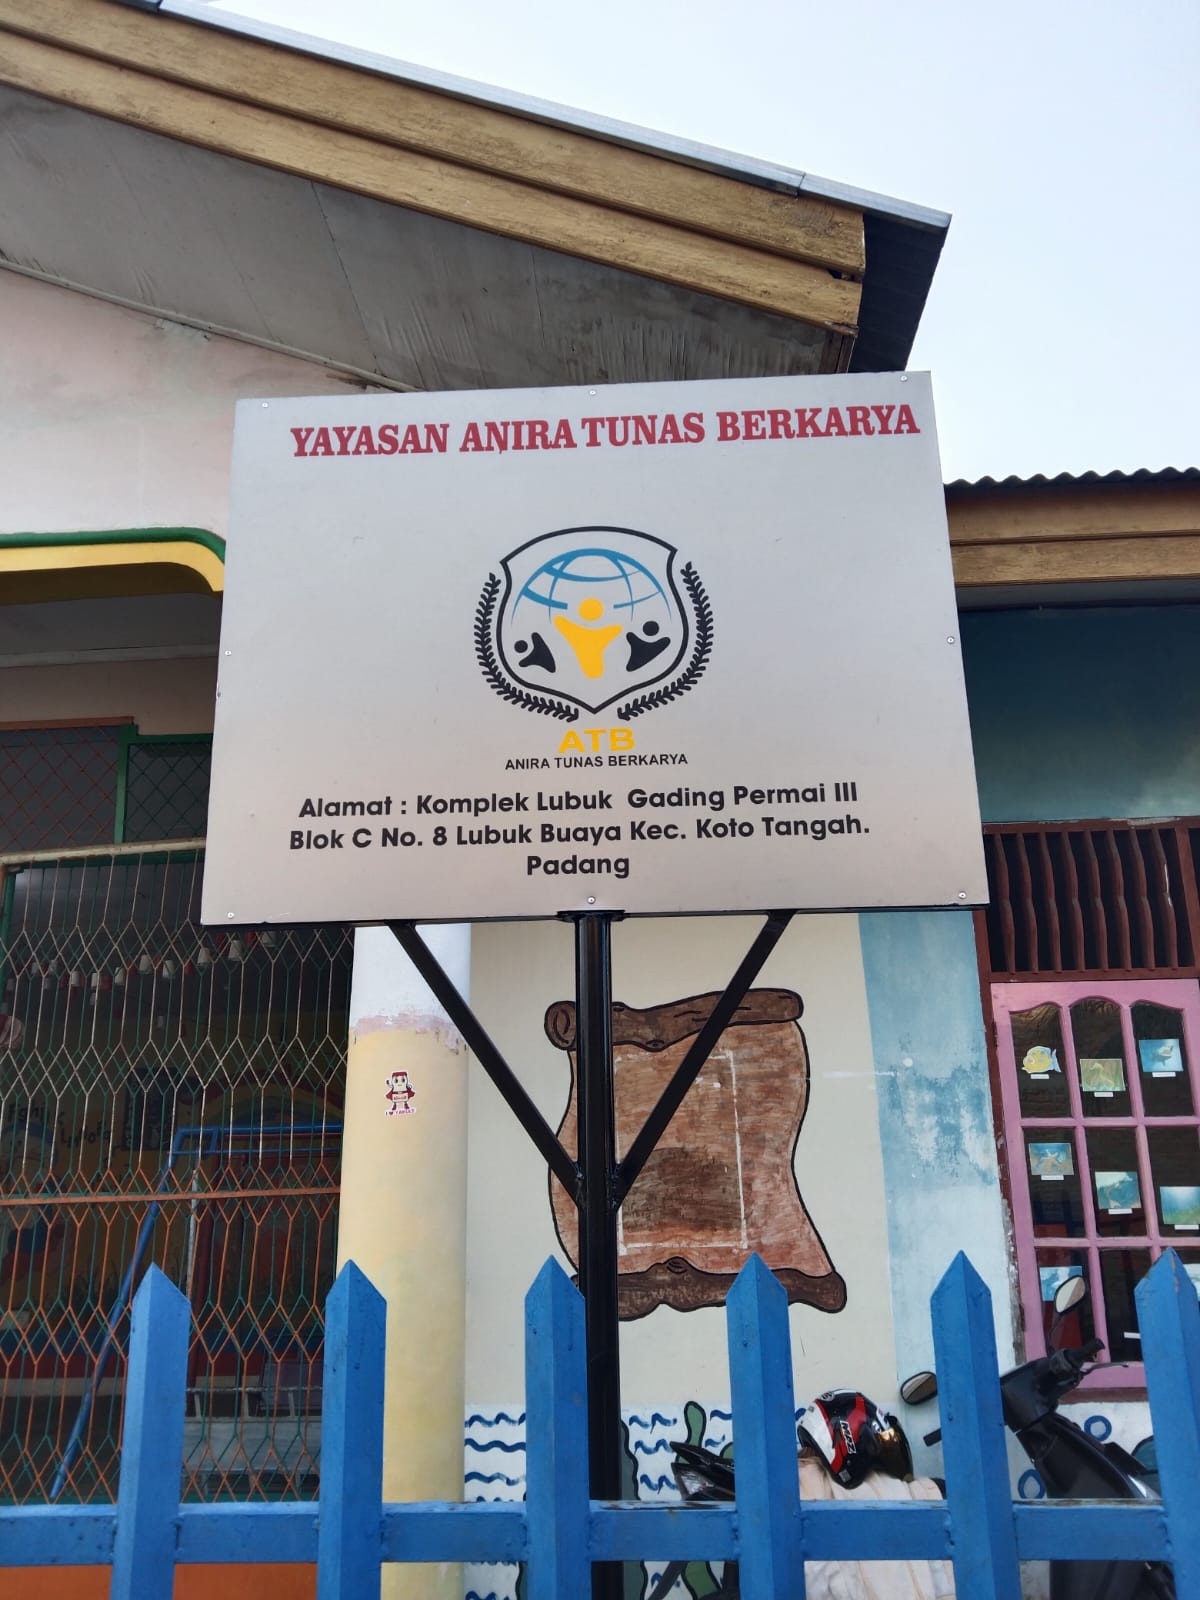 YAYASAN ANIRA TUNAS BERKARYA
ATB
ANIRA TUNAS BERKARYA
Alamat : Komplek Lubuk Gading Permai III
Blok C No. 8 Lubuk Buaya Kec. Koto Tangah.
Padang